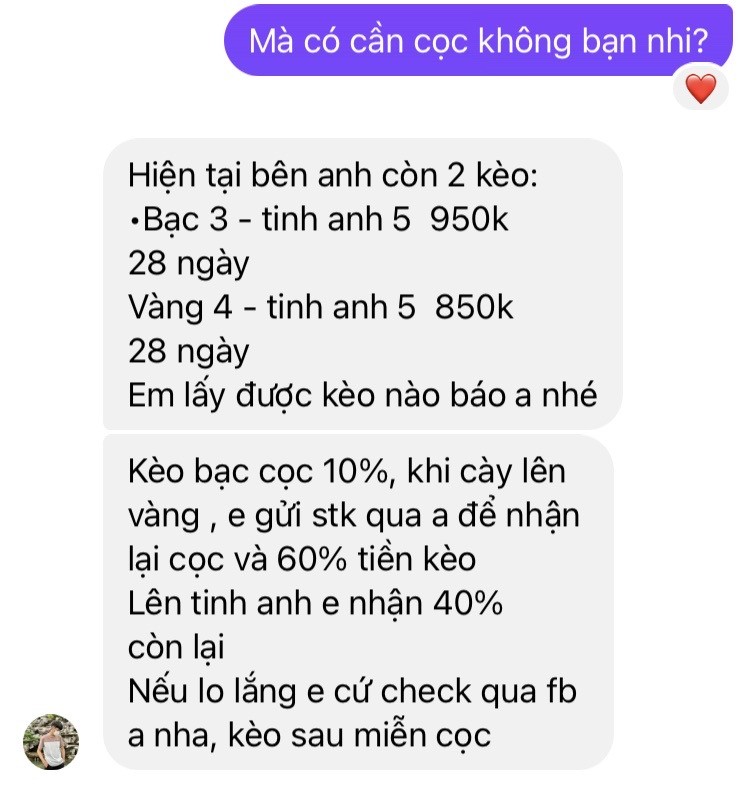 Mà có cần cọc không bạn nhi?
Hiện tại bên anh còn 2 kèo:
•Bạc 3 - tinh anh 5  950k
28 ngày
Vàng 4 - tinh anh 5  850k
28 ngày
Em lấy được kèo nào báo a nhé
Kèo bạc cọc 10%, khi cày lên
vàng , e gửi stk qua a để nhận
lại cọc và 60% tiền kèo
Lên tinh anh e nhận 40%
còn lại
Nếu lo lắng e cứ check qua fb
a nha, kèo sau miễn cọc